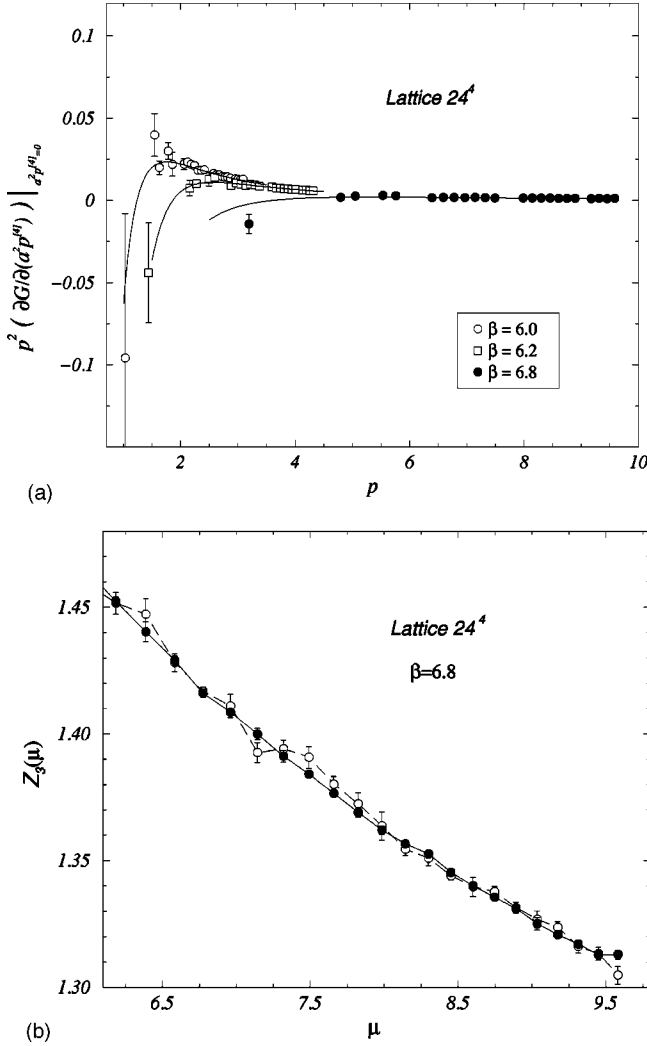 0.1
0.05
0
−0.05
−0.1
p² ( ∂G/∂(a²p^[4]) )|_{a²p^[4]=0}
Lattice 24⁴
β = 6.0
β = 6.2
β = 6.8
2 4 6 8 10
p
(a)
1.45
1.40
1.35
1.30
Z₃(μ)
Lattice 24⁴
β=6.8
6.5 7.5 8.5 9.5
μ
(b)